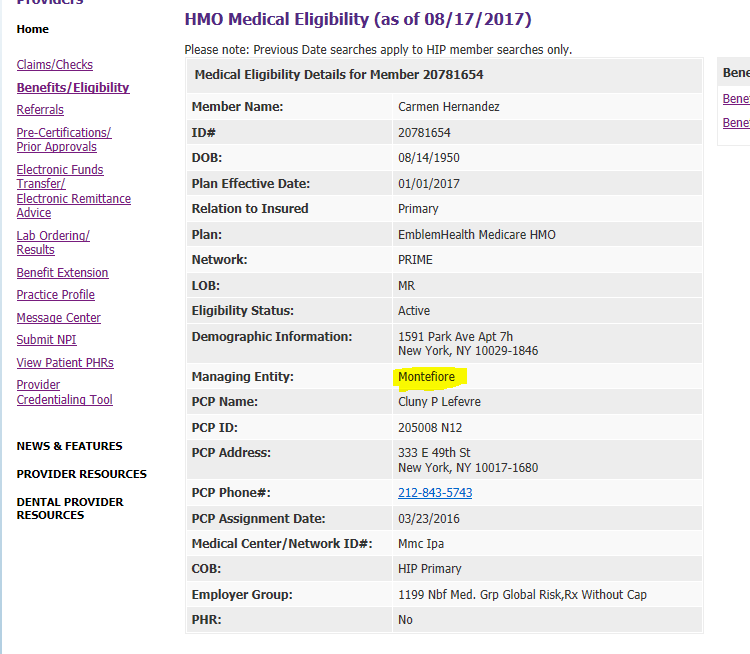 Providers
Home
Claims/Checks
Benefits/Eligibility
Referrals
Pre-Certifications/
Prior Approvals
Electronic Funds
Transfer/
Electronic Remittance
Advice
Lab Ordering/
Results
Benefit Extension
Practice Profile
Message Center
Submit NPI
View Patient PHRs
Provider
Credentialing Tool
NEWS & FEATURES
PROVIDER RESOURCES
DENTAL PROVIDER
RESOURCES
HMO Medical Eligibility (as of 08/17/2017)
Please note: Previous Date searches apply to HIP member searches only.
Medical Eligibility Details for Member 20781654
Member Name: Carmen Hernandez
ID# 20781654
DOB: 08/14/1950
Plan Effective Date: 01/01/2017
Relation to Insured Primary
Plan: EmblemHealth Medicare HMO
Network: PRIME
LOB: MR
Eligibility Status: Active
Demographic Information: 1591 Park Ave Apt 7h
New York, NY 10029-1846
Managing Entity: Montefiore
PCP Name: Cluny P Lefevre
PCP ID: 205008 N12
PCP Address: 333 E 49th St
New York, NY 10017-1680
PCP Phone#: 212-843-5743
PCP Assignment Date: 03/23/2016
Medical Center/Network ID#: Mmc Ipa
COB: HIP Primary
Employer Group: 1199 Nbf Med. Grp Global Risk,Rx Without Cap
PHR: No